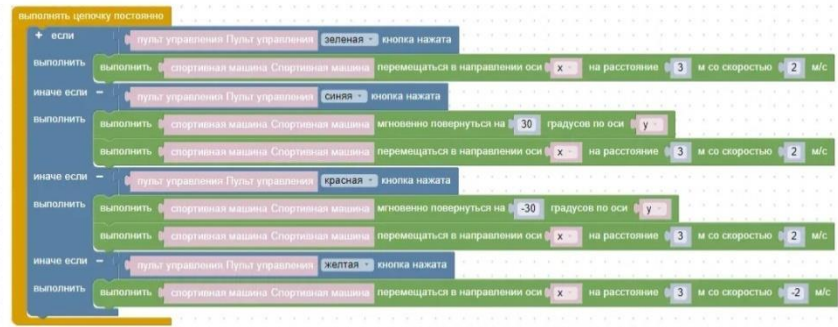 выполнять цепочку постоянно
+ если пульт управления Пульт управления зеленая кнопка нажата
выполнить выполнить спортивная машина Спортивная машина перемещаться в направлении оси x на расстояние 3 м со скоростью 2 м/с
иначе если − пульт управления Пульт управления синяя кнопка нажата
выполнить выполнить спортивная машина Спортивная машина мгновенно повернуться на 30 градусов по оси y
выполнить спортивная машина Спортивная машина перемещаться в направлении оси x на расстояние 3 м со скоростью 2 м/с
иначе если − пульт управления Пульт управления красная кнопка нажата
выполнить выполнить спортивная машина Спортивная машина мгновенно повернуться на -30 градусов по оси y
выполнить спортивная машина Спортивная машина перемещаться в направлении оси x на расстояние 3 м со скоростью 2 м/с
иначе если − пульт управления Пульт управления желтая кнопка нажата
выполнить выполнить спортивная машина Спортивная машина перемещаться в направлении оси x на расстояние 3 м со скоростью -2 м/с